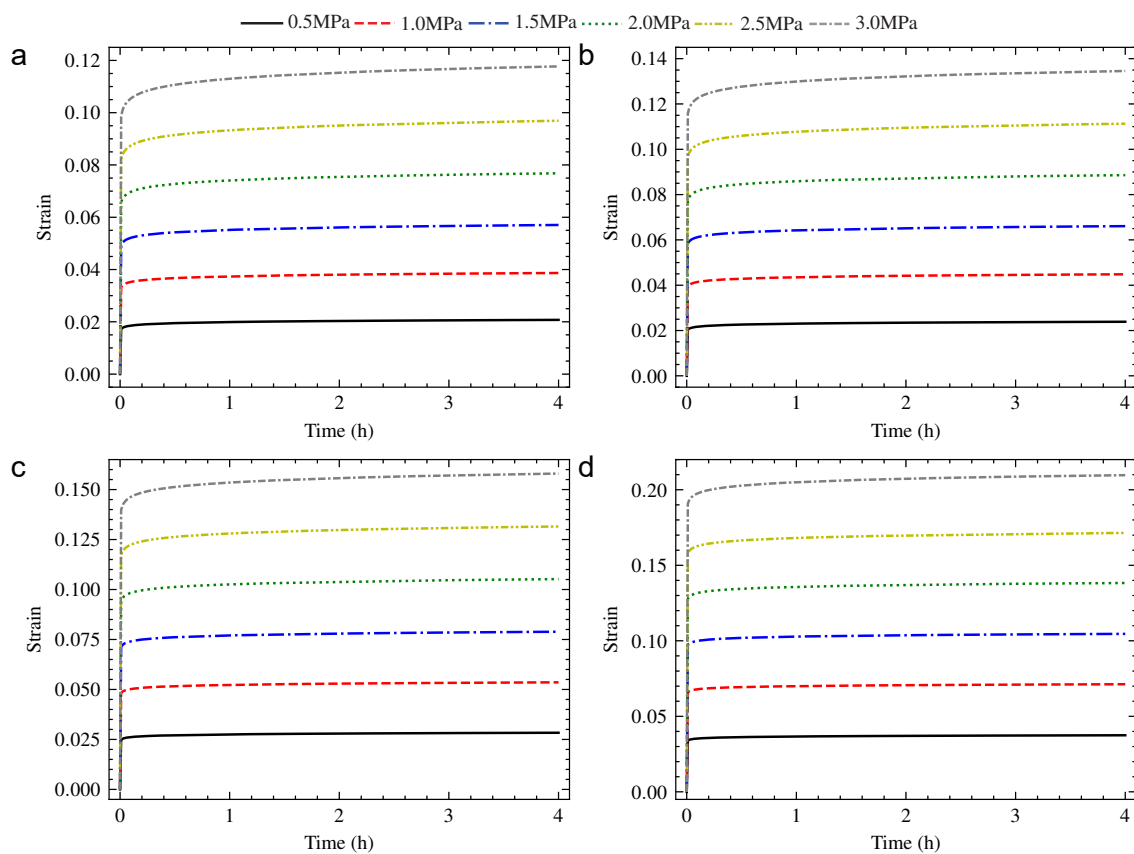 0.5MPa 1.0MPa 1.5MPa 2.0MPa 2.5MPa 3.0MPa
a
0.12
0.10
0.08
0.06
0.04
0.02
0.00
Strain
0 1 2 3 4
Time (h)
b
0.14
0.12
0.10
0.08
0.06
0.04
0.02
0.00
Strain
0 1 2 3 4
Time (h)
c
0.150
0.125
0.100
0.075
0.050
0.025
0.000
Strain
0 1 2 3 4
Time (h)
d
0.20
0.15
0.10
0.05
0.00
Strain
0 1 2 3 4
Time (h)